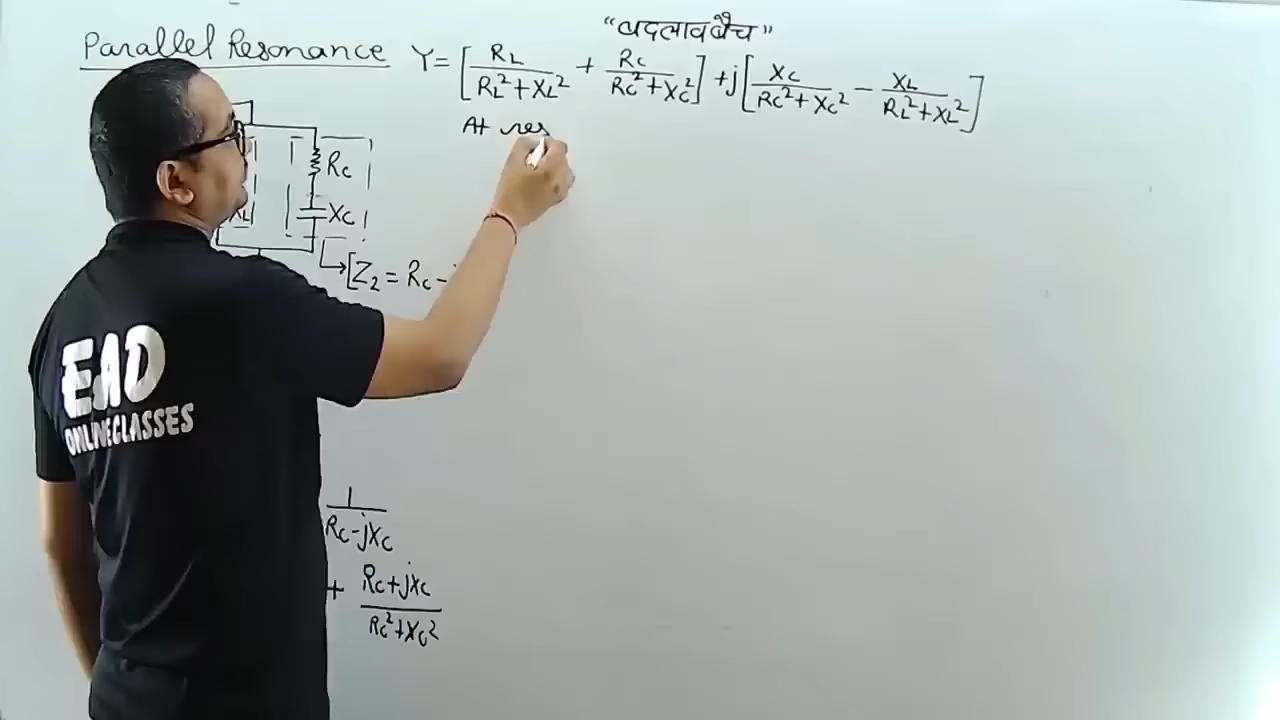 "बदलाव बैच"
Parallel Resonance Y = [ RL / RL² + XL² + RC / RC² + XC² ] + j [ XC / RC² + XC² − XL / RL² + XL² ]
At res
RC
XL XC
[Z2 = RC -
1 / RC - jXC
+ RC + jXC / RC² + XC²
EAD
ONLINE CLASSES